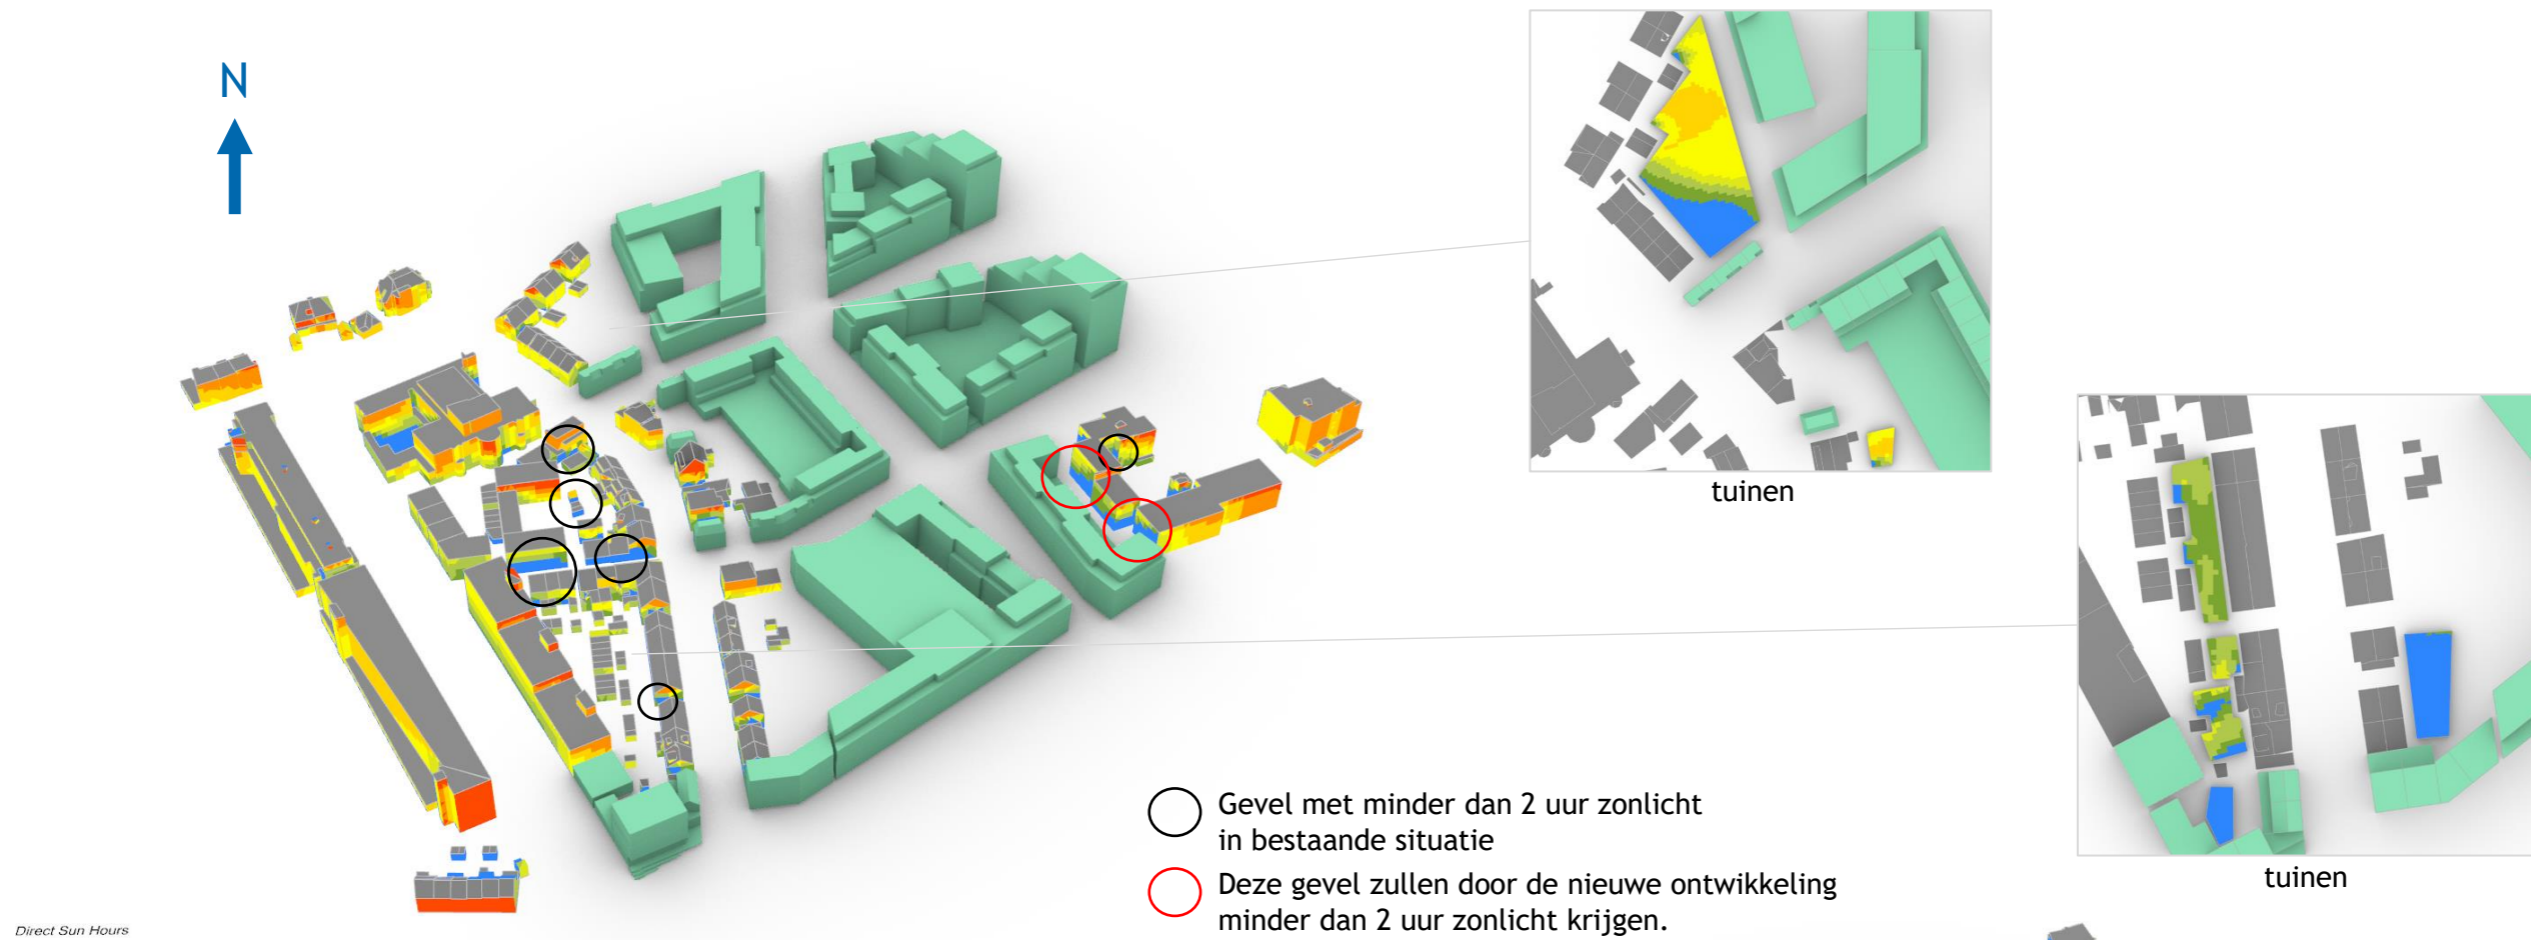 N
tuinen
tuinen
Gevel met minder dan 2 uur zonlicht
in bestaande situatie
Deze gevel zullen door de nieuwe ontwikkeling
minder dan 2 uur zonlicht krijgen.
Direct Sun Hours